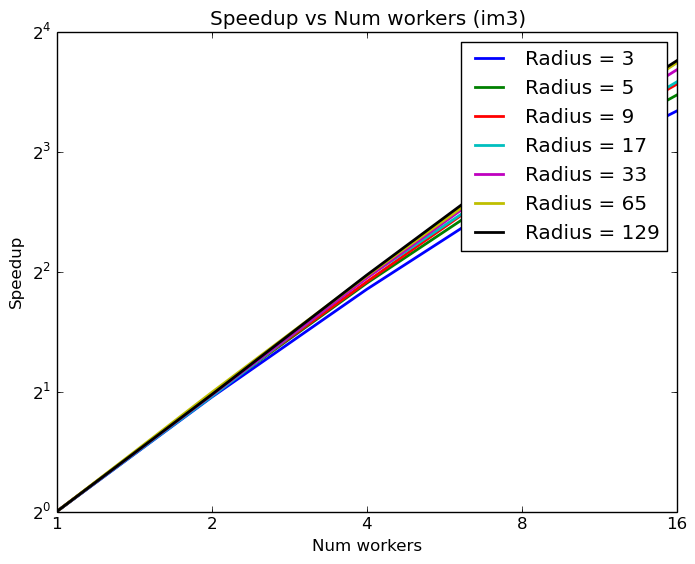 Speedup vs Num workers (im3)
2^4
2^3
2^2
2^1
2^0
Speedup
Radius = 3
Radius = 5
Radius = 9
Radius = 17
Radius = 33
Radius = 65
Radius = 129
1 2 4 8 16
Num workers